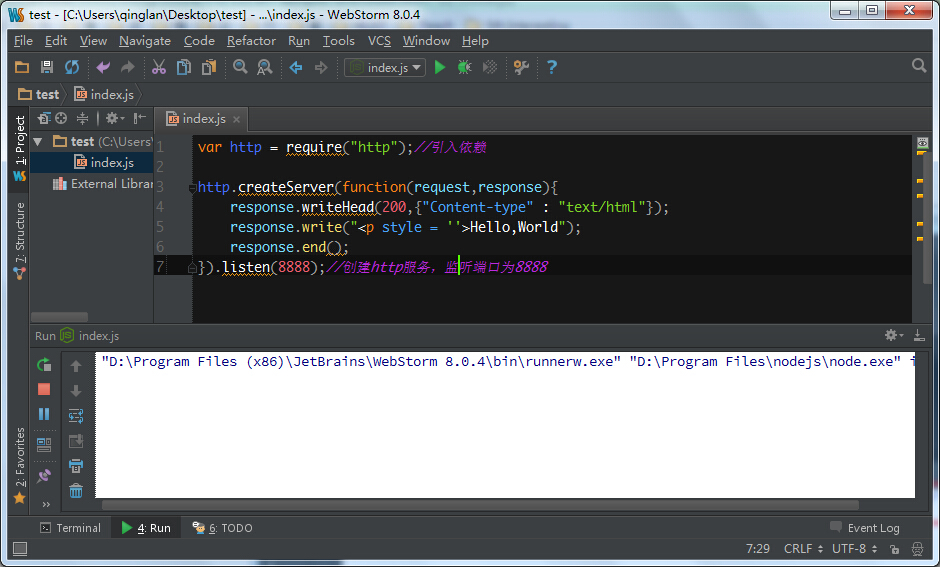 test - [C:\Users\qinglan\Desktop\test] - ...\index.js - WebStorm 8.0.4
File Edit View Navigate Code Refactor Run Tools VCS Window Help
index.js
test index.js
1: Project
7: Structure
2: Favorites
test (C:\Users\
index.js
External Librar
index.js
1 var http = require("http");//引入依赖
2
3 http.createServer(function(request,response){
4 response.writeHead(200,{"Content-type" : "text/html"});
5 response.write("<p style = ''>Hello,World");
6 response.end();
7 }).listen(8888);//创建http服务，监听端口为8888
Run index.js
"D:\Program Files (x86)\JetBrains\WebStorm 8.0.4\bin\runnerw.exe" "D:\Program Files\nodejs\node.exe" i
Terminal 4: Run 6: TODO Event Log
7:29 CRLF UTF-8